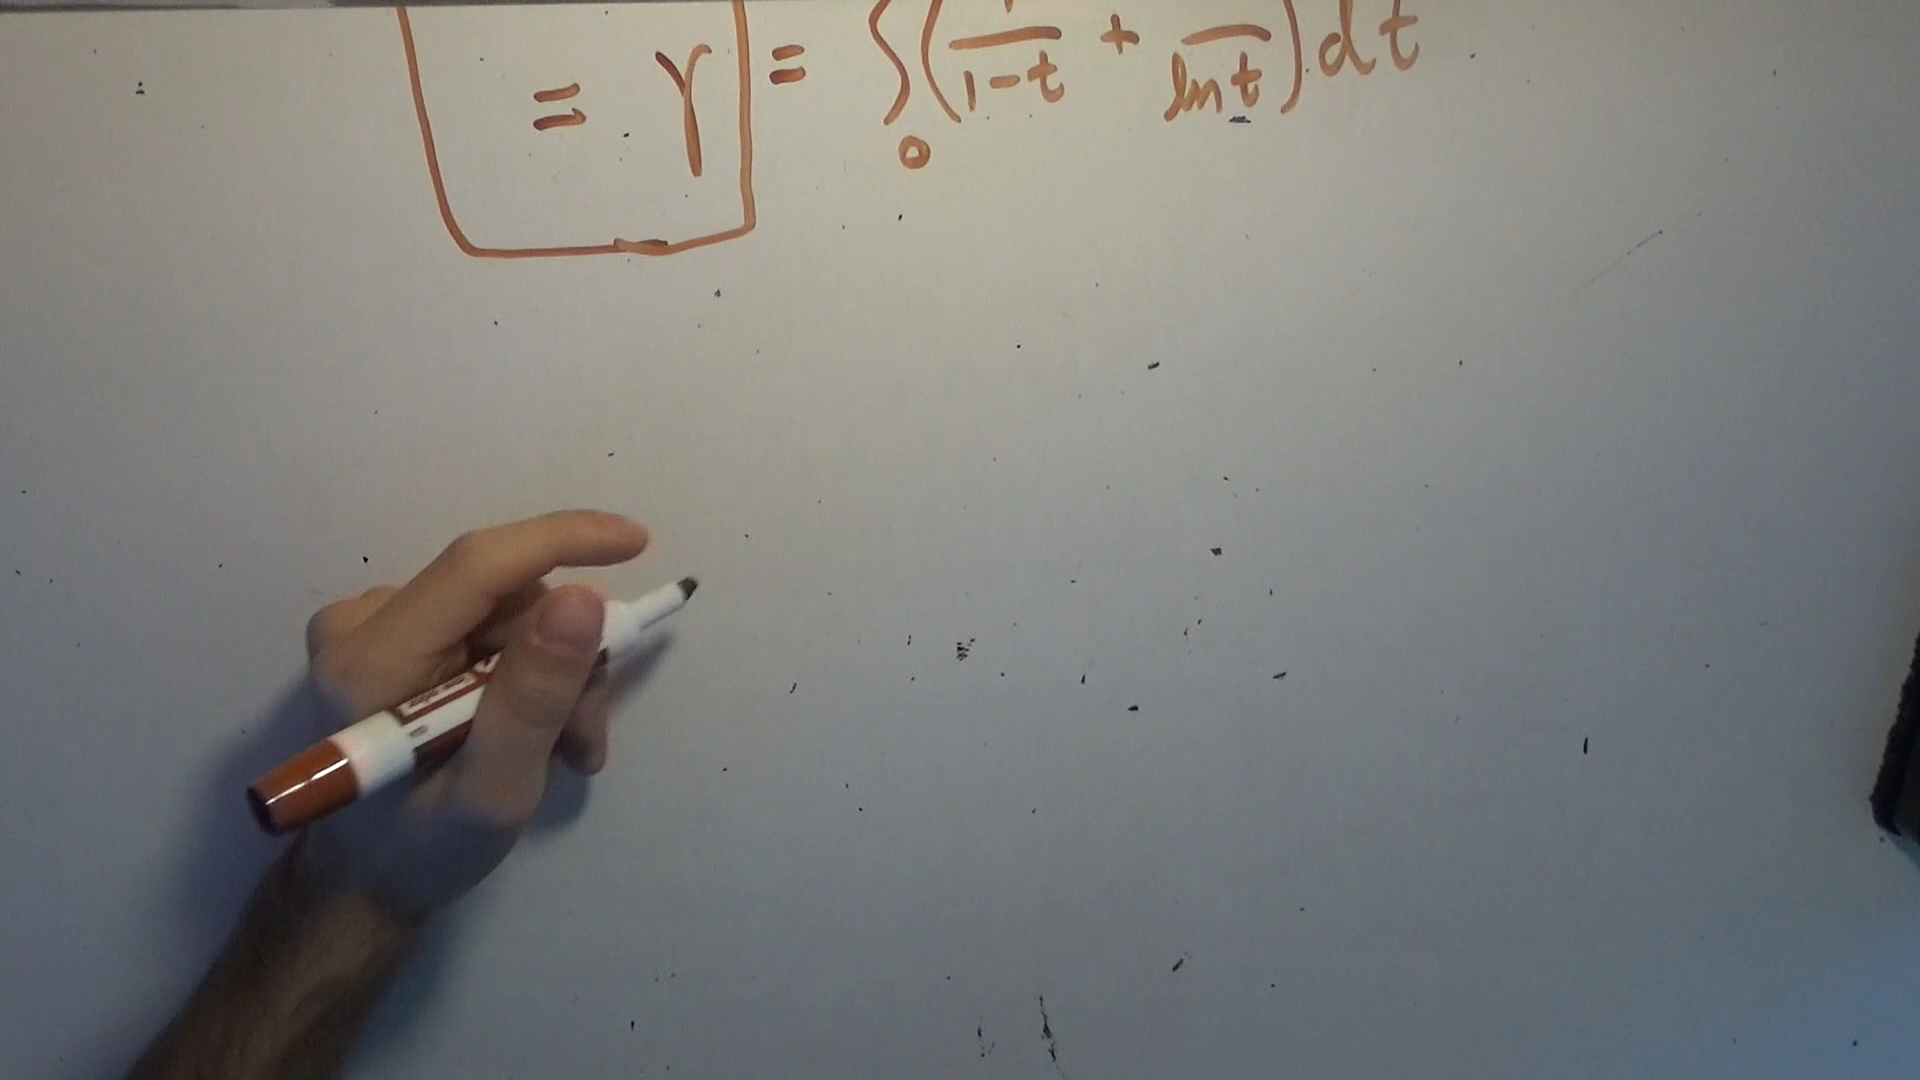 = γ = ∫₀ (1/(1-t) + 1/(ln t)) dt